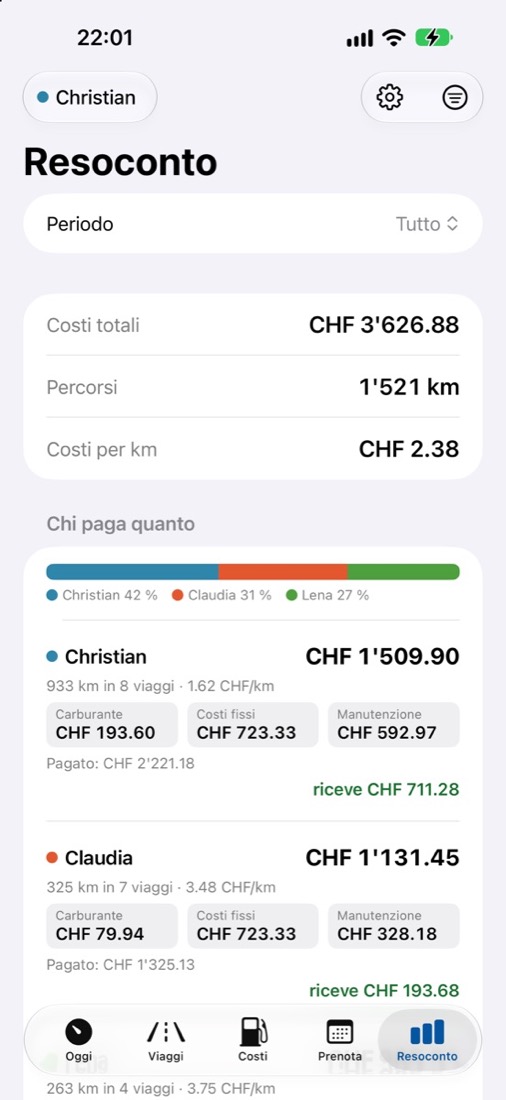 22:01
Christian
Resoconto
Periodo Tutto
Costi totali CHF 3'626.88
Percorsi 1'521 km
Costi per km CHF 2.38
Chi paga quanto
Christian 42 % Claudia 31 % Lena 27 %
Christian CHF 1'509.90
933 km in 8 viaggi · 1.62 CHF/km
Carburante Costi fissi Manutenzione
CHF 193.60 CHF 723.33 CHF 592.97
Pagato: CHF 2'221.18
riceve CHF 711.28
Claudia CHF 1'131.45
325 km in 7 viaggi · 3.48 CHF/km
Carburante Costi fissi Manutenzione
CHF 79.94 CHF 723.33 CHF 328.18
Pagato: CHF 1'325.13
riceve CHF 193.68
Oggi Viaggi Costi Prenota Resoconto
263 km in 4 viaggi · 3.75 CHF/km